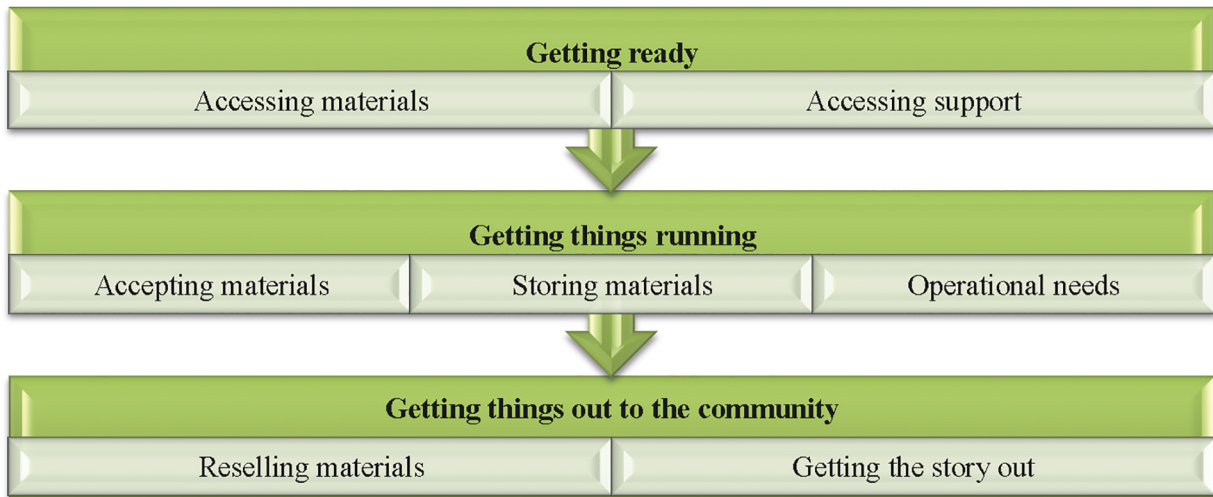 Getting ready
Accessing materials
Accessing support
Getting things running
Accepting materials
Storing materials
Operational needs
Getting things out to the community
Reselling materials
Getting the story out